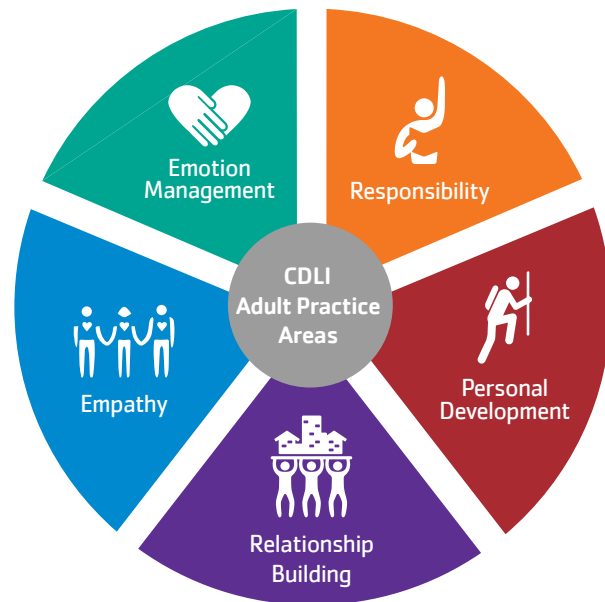 Emotion
Management
Responsibility
CDLI
Adult Practice
Areas
Empathy
Personal
Development
Relationship
Building